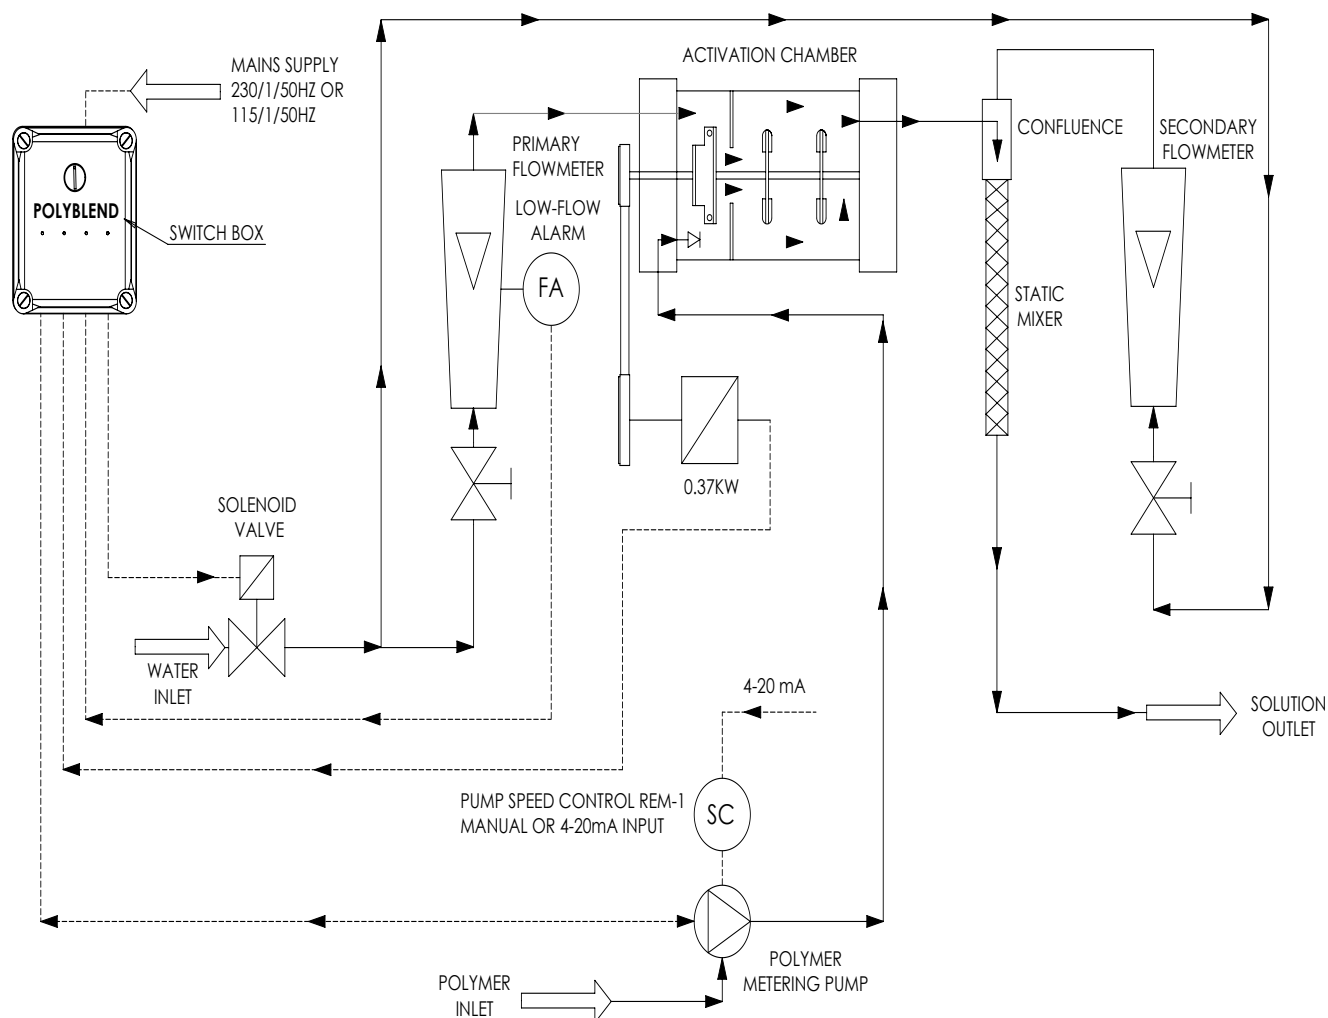 ACTIVATION CHAMBER
MAINS SUPPLY
230/1/50HZ OR
115/1/50HZ
CONFLUENCE
PRIMARY
FLOWMETER
SECONDARY
FLOWMETER
LOW-FLOW
ALARM
POLYBLEND
SWITCH BOX
FA
STATIC
MIXER
0.37KW
SOLENOID
VALVE
WATER
INLET
4-20 mA
SOLUTION
OUTLET
PUMP SPEED CONTROL REM-1
MANUAL OR 4-20mA INPUT
SC
POLYMER
METERING PUMP
POLYMER
INLET